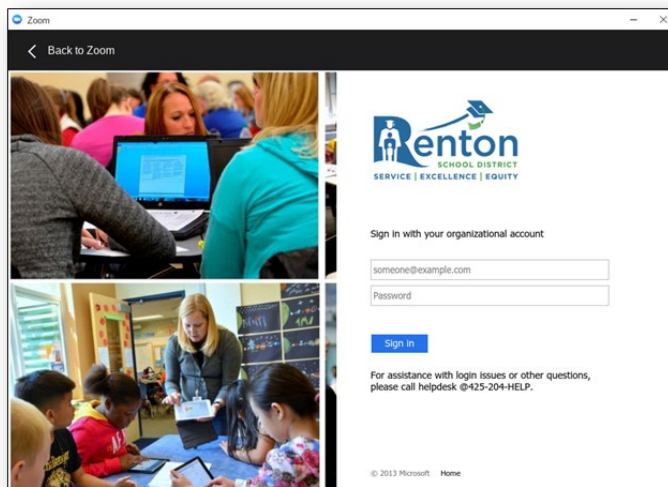 Zoom
Back to Zoom
Renton
SCHOOL DISTRICT
SERVICE | EXCELLENCE | EQUITY
Sign in with your organizational account
someone@example.com
Password
Sign in
For assistance with login issues or other questions,
please call helpdesk @425-204-HELP.
© 2013 Microsoft Home